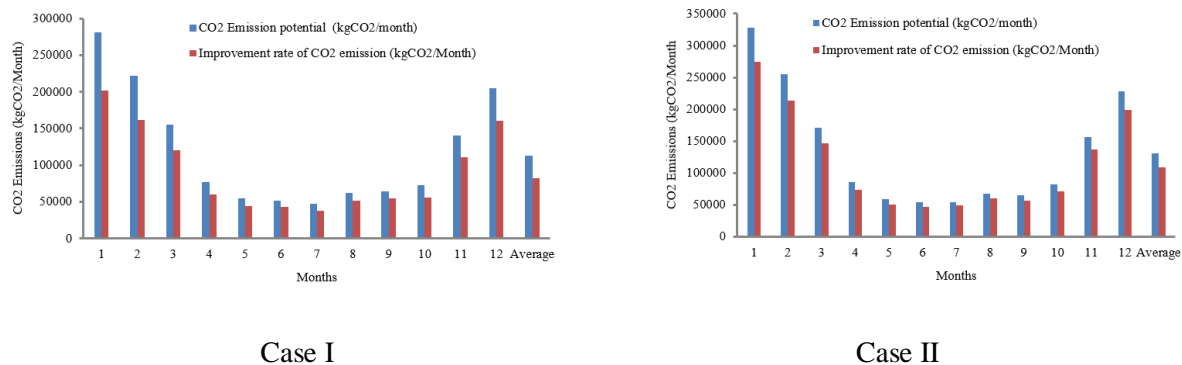 300000
250000
200000
150000
100000
50000
0
CO2 Emissions (kgCO2/Month)
CO2 Emission potential (kgCO2/month)
Improvement rate of CO2 emission (kgCO2/Month)
1 2 3 4 5 6 7 8 9 10 11 12 Average
Months
Case I
350000
300000
250000
200000
150000
100000
50000
0
CO2 Emissions (kgCO2/Month
CO2 Emission potential (kgCO2/month)
Improvement rate of CO2 emission (kgCO2/Month)
1 2 3 4 5 6 7 8 9 10 11 12 Average
Months
Case II